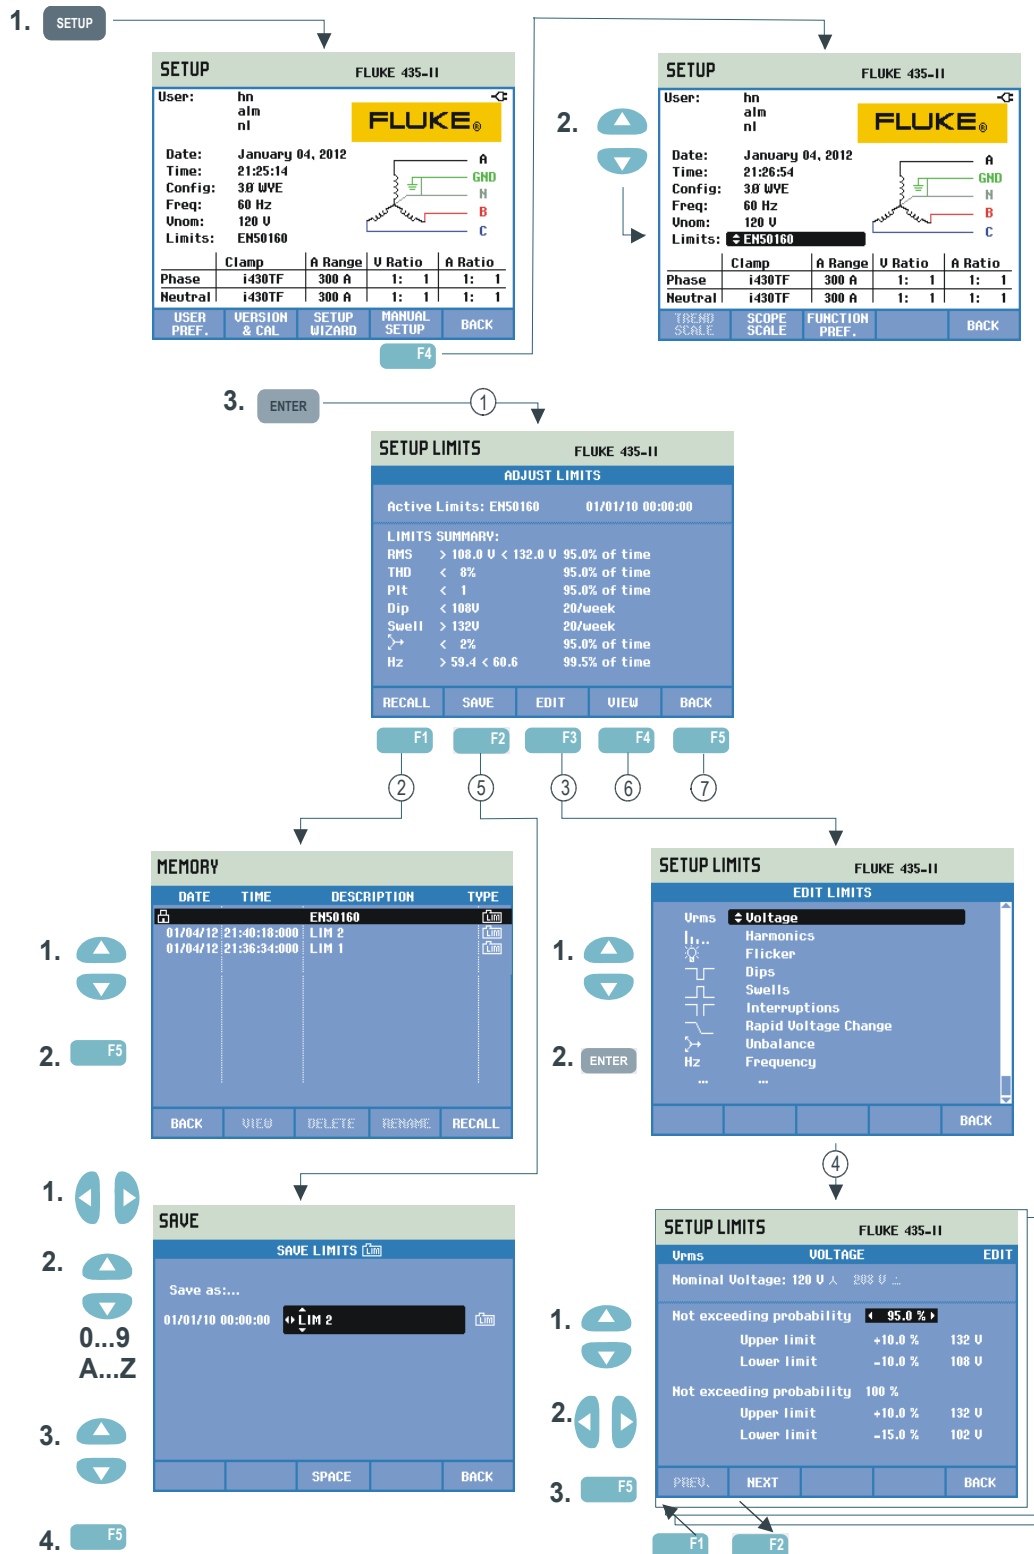 1. SETUP
SETUP FLUKE 435-II
User: hn
alm
nl
FLUKE®
Date: January 04, 2012
Time: 21:25:14
Config: 3Ø WYE
Freq: 60 Hz
Vnom: 120 V
Limits: EN50160
A
GND
N
B
C
Clamp A Range V Ratio A Ratio
Phase i430TF 300 A 1: 1 1: 1
Neutral i430TF 300 A 1: 1 1: 1
USER PREF. VERSION & CAL SETUP WIZARD MANUAL SETUP BACK
F4
2.
SETUP FLUKE 435-II
User: hn
alm
nl
FLUKE®
Date: January 04, 2012
Time: 21:26:54
Config: 3Ø WYE
Freq: 60 Hz
Vnom: 120 V
Limits: EN50160
A
GND
N
B
C
Clamp A Range V Ratio A Ratio
Phase i430TF 300 A 1: 1 1: 1
Neutral i430TF 300 A 1: 1 1: 1
TREND SCALE SCOPE SCALE FUNCTION PREF. BACK
3. ENTER 1
SETUP LIMITS FLUKE 435-II
ADJUST LIMITS
Active Limits: EN50160 01/01/10 00:00:00
LIMITS SUMMARY:
RMS > 108.0 V < 132.0 V 95.0% of time
THD < 8% 95.0% of time
Plt < 1 95.0% of time
Dip < 108V 20/week
Swell > 132V 20/week
< 2% 95.0% of time
Hz > 59.4 < 60.6 99.5% of time
RECALL SAVE EDIT VIEW BACK
F1 F2 F3 F4 F5
2 5 3 6 7
MEMORY
DATE TIME DESCRIPTION TYPE
EN50160 Lim
01/04/12 21:40:18:000 LIM 2 Lim
01/04/12 21:36:34:000 LIM 1 Lim
BACK VIEW DELETE RENAME RECALL
1.
2. F5
SETUP LIMITS FLUKE 435-II
EDIT LIMITS
Vrms Voltage
Harmonics
Flicker
Dips
Swells
Interruptions
Rapid Voltage Change
Unbalance
Hz Frequency
... ...
BACK
1.
2. ENTER
4
1.
2.
0...9
A...Z
3.
4. F5
SAVE
SAVE LIMITS Lim
Save as:...
01/01/10 00:00:00 LIM 2 Lim
SPACE BACK
1.
2.
3. F5
SETUP LIMITS FLUKE 435-II
Vrms VOLTAGE EDIT
Nominal Voltage: 120 V 208 V
Not exceeding probability 95.0 %
Upper limit +10.0 % 132 V
Lower limit -10.0 % 108 V
Not exceeding probability 100 %
Upper limit +10.0 % 132 V
Lower limit -15.0 % 102 V
PREV. NEXT BACK
F1 F2